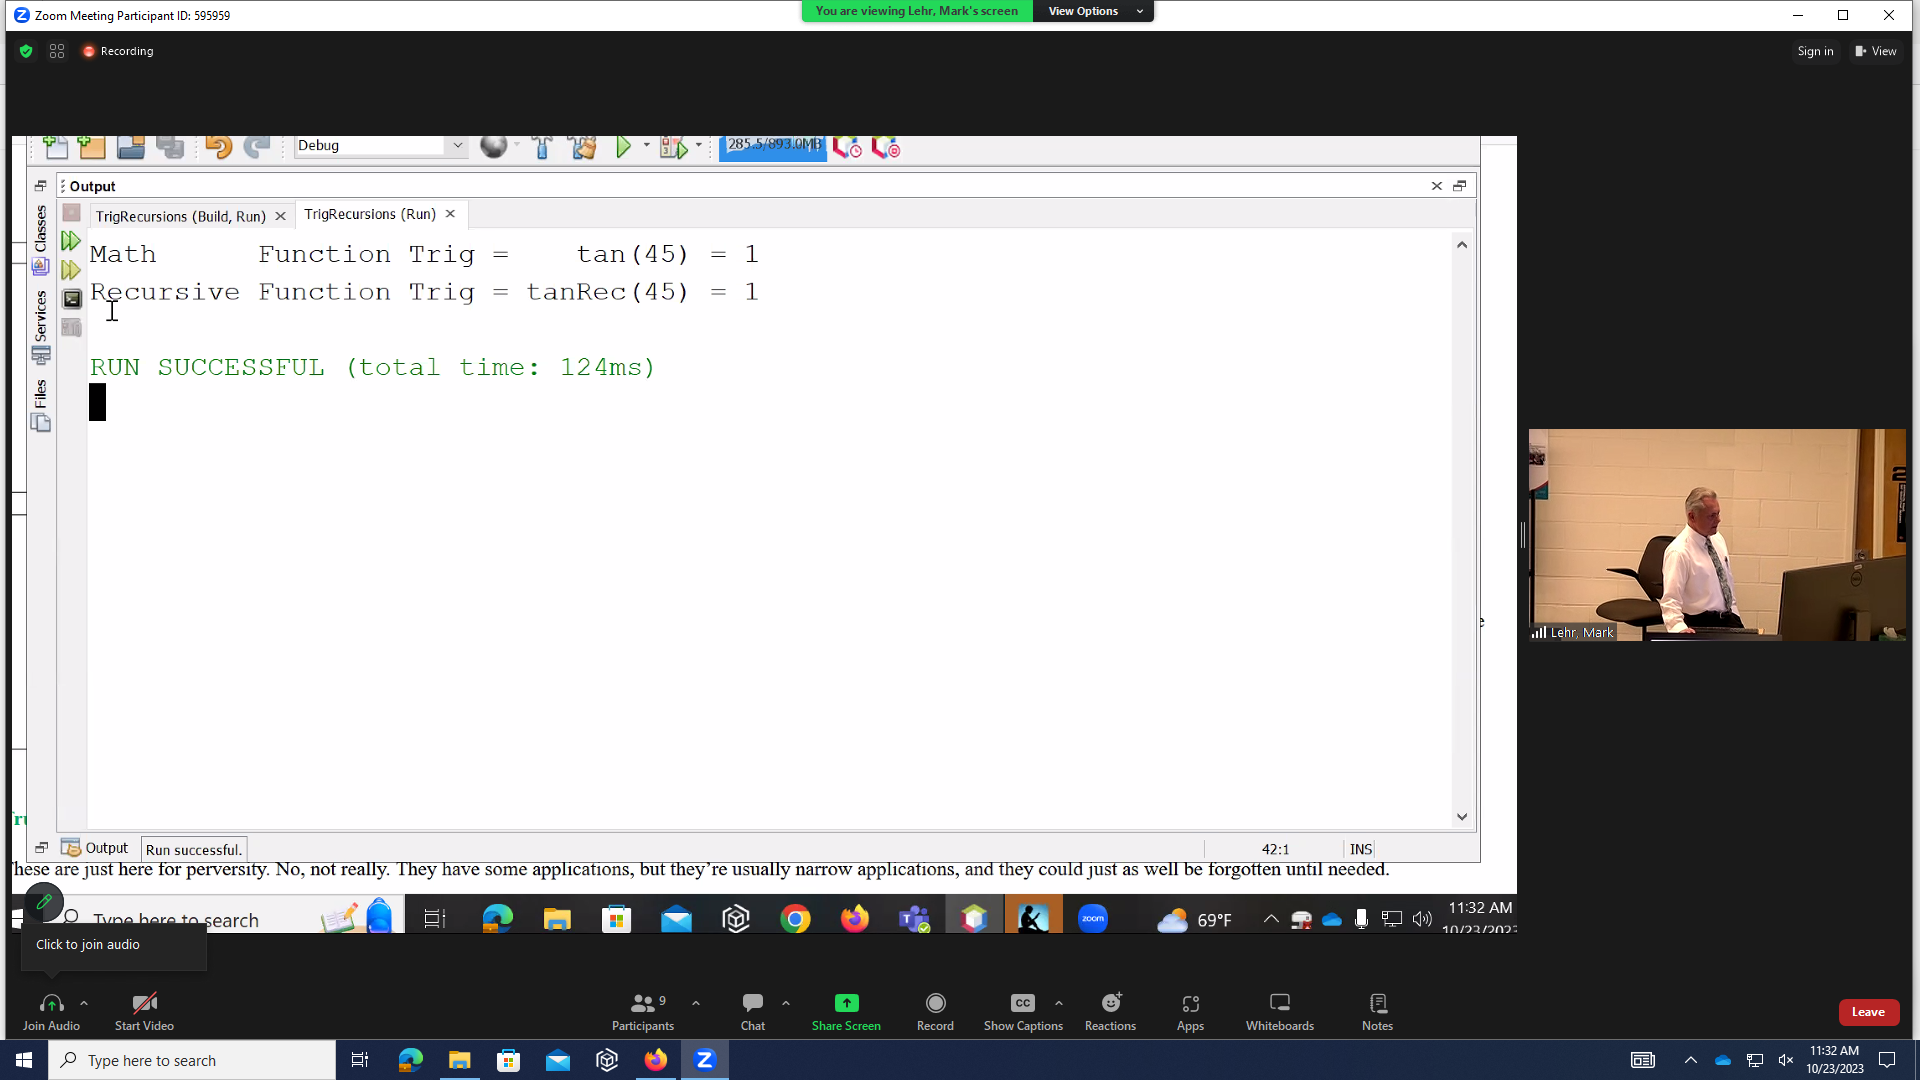 Zoom Meeting Participant ID: 595959
You are viewing Lehr, Mark's screen
View Options
Recording
Sign in
View
Debug
285.5/893.0MB
Output
TrigRecursions (Build, Run)
TrigRecursions (Run)
Classes
Services
Files
Math Function Trig = tan(45) = 1
Recursive Function Trig = tanRec(45) = 1
RUN SUCCESSFUL (total time: 124ms)
Lehr, Mark
Output
Run successful.
42:1
INS
hese are just here for perversity. No, not really. They have some applications, but they're usually narrow applications, and they could just as well be forgotten until needed.
Type here to search
zoom
69°F
11:32 AM
10/23/2023
Click to join audio
Join Audio
Start Video
9
Participants
Chat
Share Screen
Record
CC
Show Captions
Reactions
Apps
Whiteboards
Notes
Leave
Type here to search
11:32 AM
10/23/2023